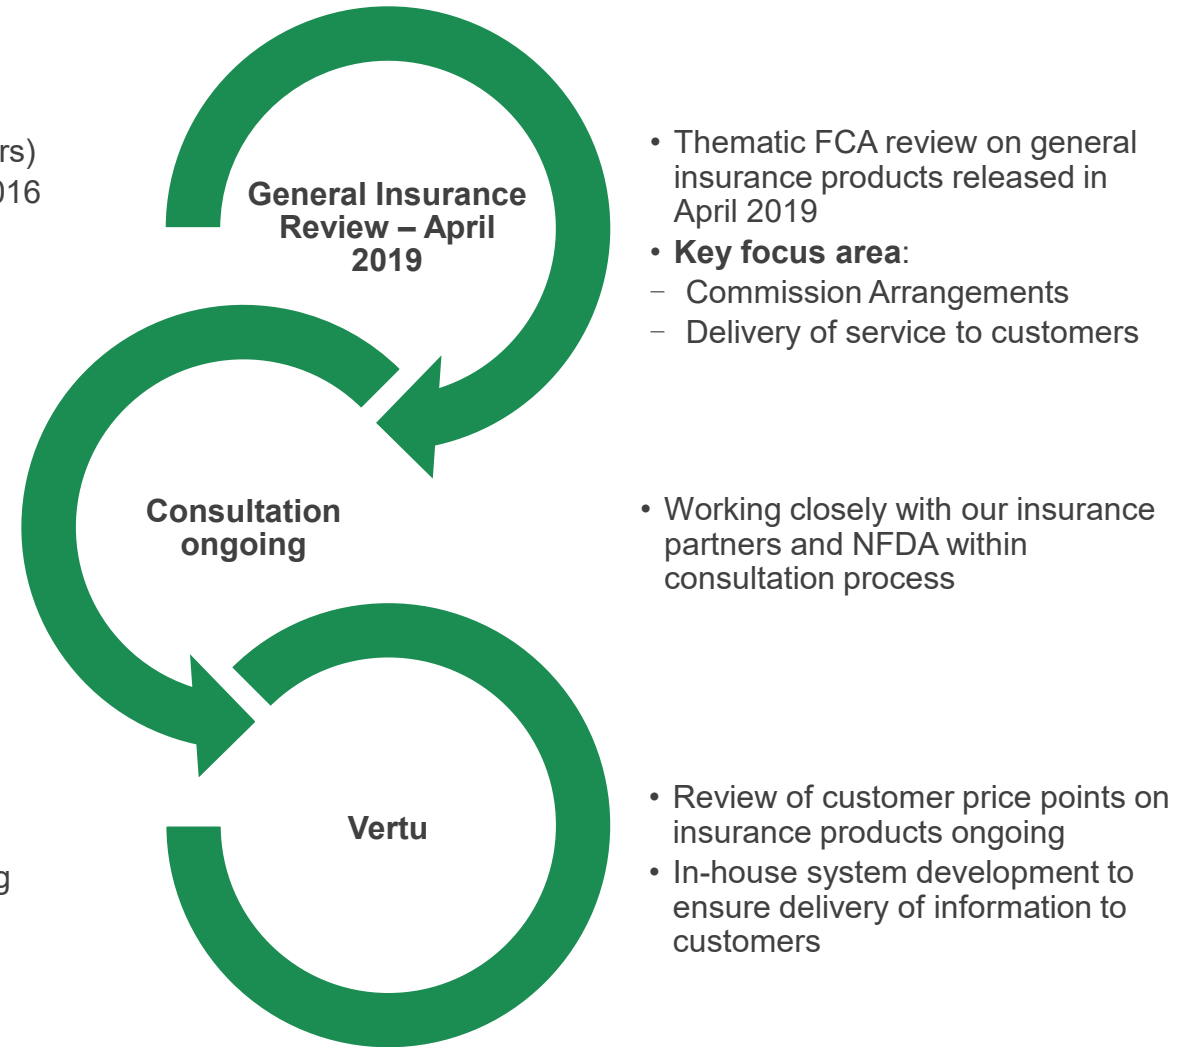 rs)
016
General Insurance
Review – April
2019
• Thematic FCA review on general
insurance products released in
April 2019
• Key focus area:
− Commission Arrangements
− Delivery of service to customers
Consultation
ongoing
• Working closely with our insurance
partners and NFDA within
consultation process
Vertu
g
• Review of customer price points on
insurance products ongoing
• In-house system development to
ensure delivery of information to
customers